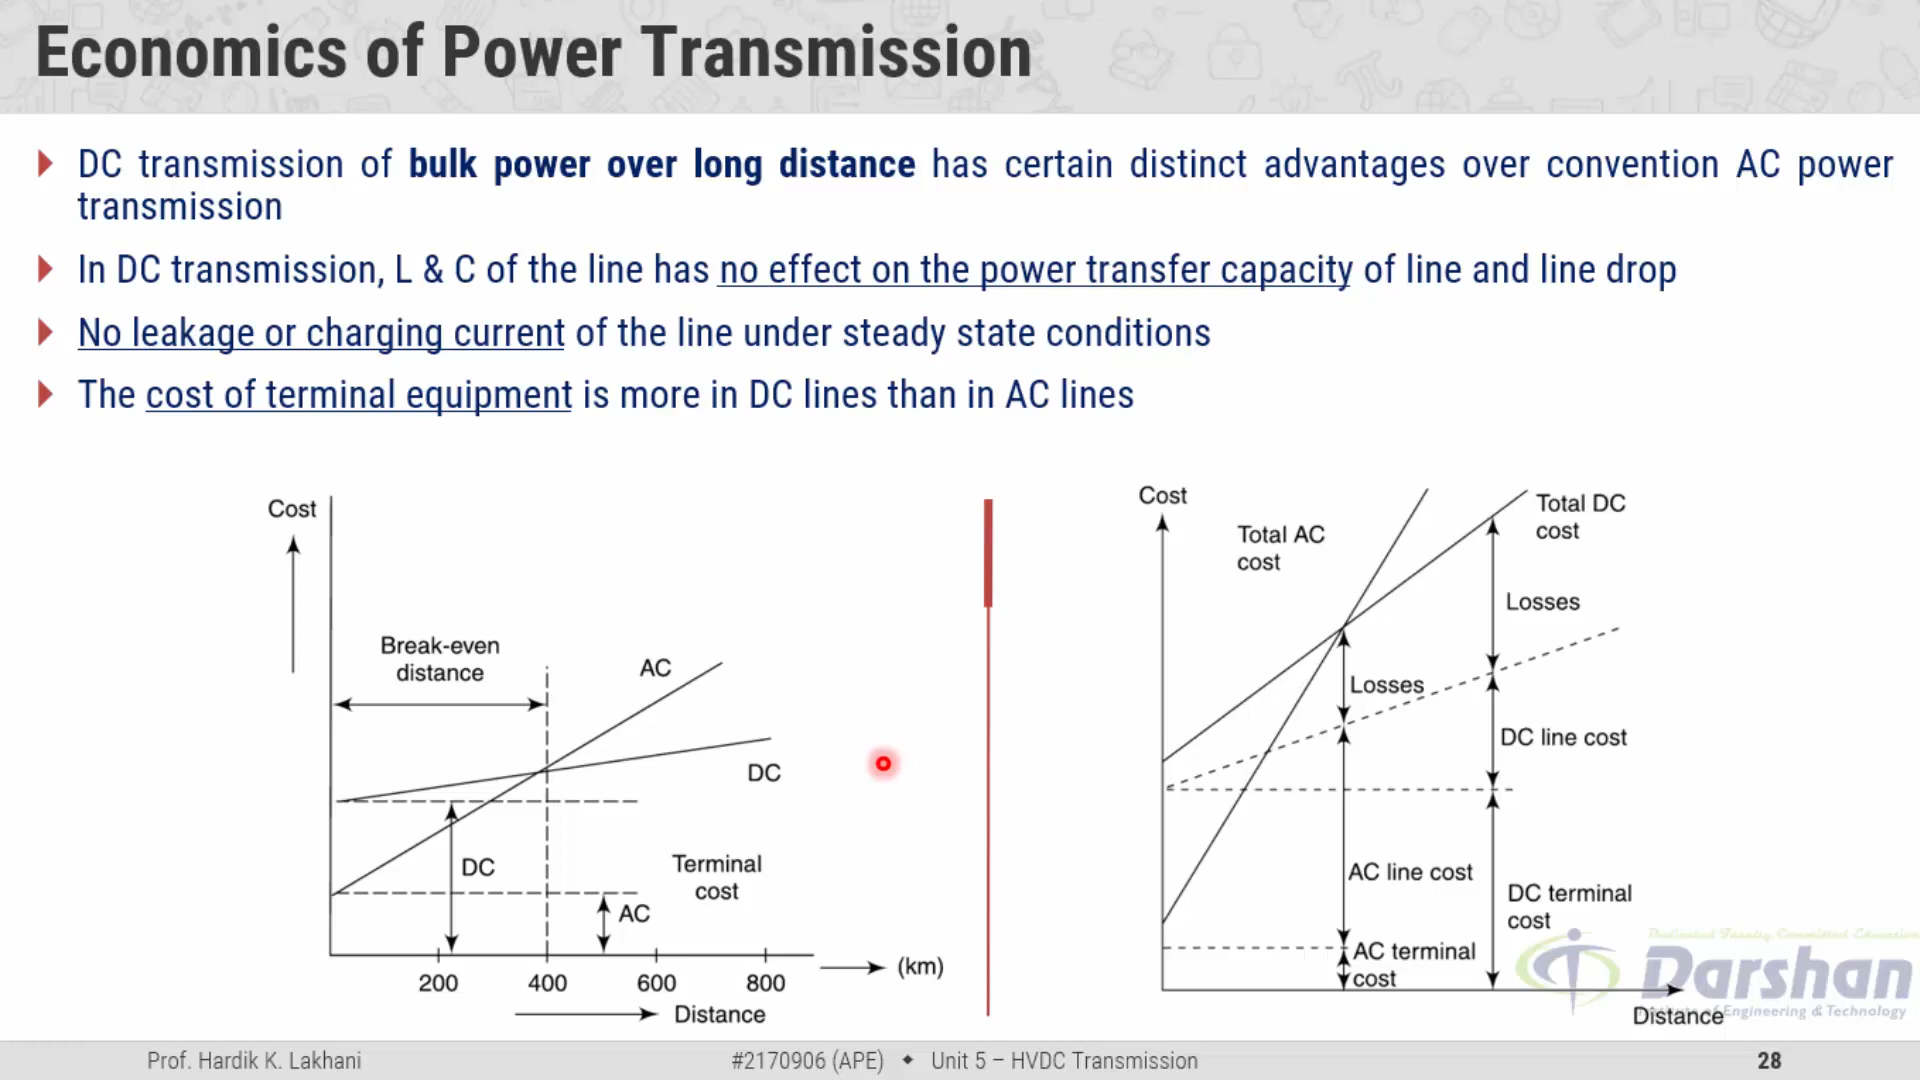 Economics of Power Transmission
DC transmission of bulk power over long distance has certain distinct advantages over convention AC power
transmission
In DC transmission, L & C of the line has no effect on the power transfer capacity of line and line drop
No leakage or charging current of the line under steady state conditions
The cost of terminal equipment is more in DC lines than in AC lines
Cost
Break-even
distance
AC
DC
DC
Terminal
cost
AC
200 400 600 800
(km)
Distance
Cost
Total AC
cost
Total DC
cost
Losses
Losses
DC line cost
AC line cost
DC terminal
cost
AC terminal
cost
Distance
Dedicated Faculty Committed Education
Darshan
Institute of Engineering & Technology
Prof. Hardik K. Lakhani
#2170906 (APE) ◆ Unit 5 – HVDC Transmission
28